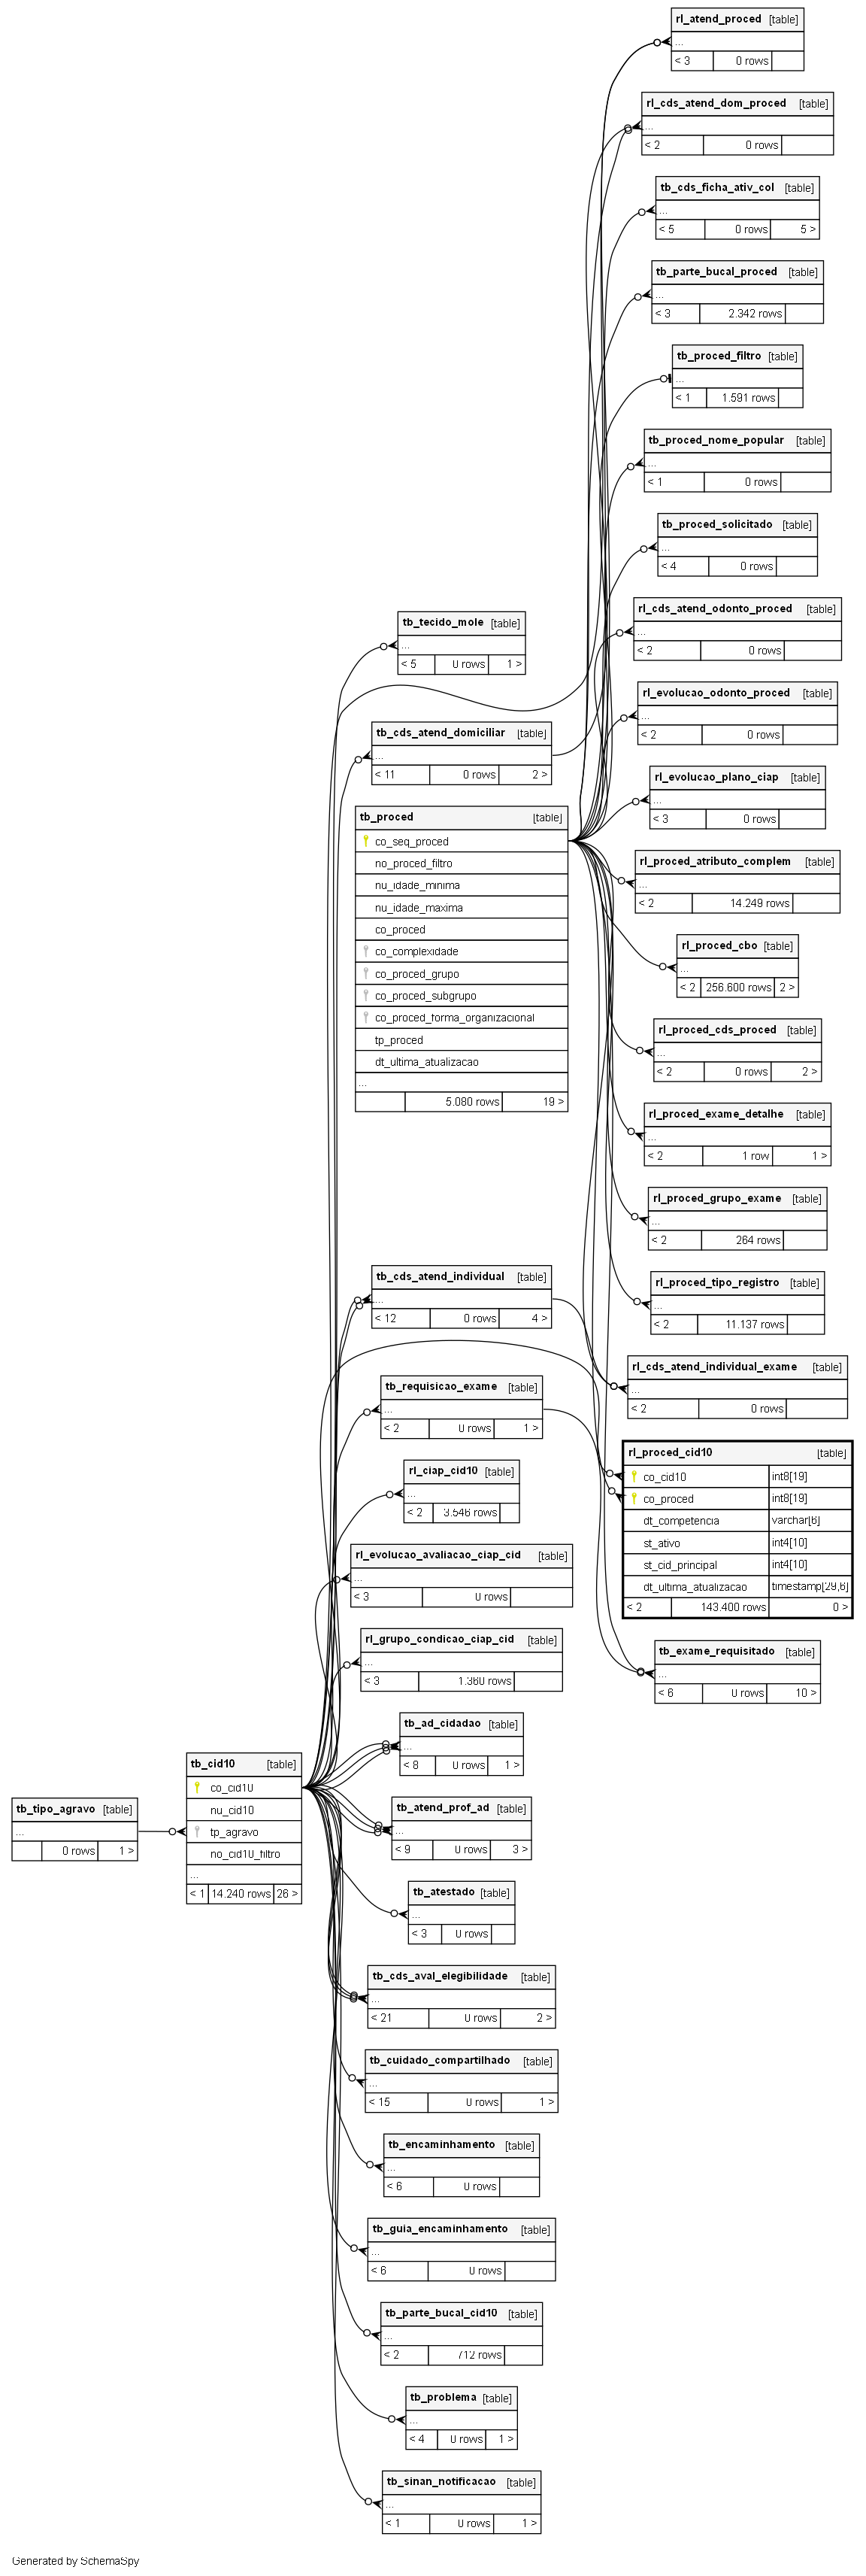 rl_atend_proced [table]
...
< 3 0 rows
rl_cds_atend_dom_proced [table]
...
< 2 0 rows
tb_cds_ficha_ativ_col [table]
...
< 5 0 rows 5 >
tb_parte_bucal_proced [table]
...
< 3 2.342 rows
tb_proced_filtro [table]
...
< 1 1.591 rows
tb_proced_nome_popular [table]
...
< 1 0 rows
tb_proced_solicitado [table]
...
< 4 0 rows
rl_cds_atend_odonto_proced [table]
...
< 2 0 rows
rl_evolucao_odonto_proced [table]
...
< 2 0 rows
rl_evolucao_plano_ciap [table]
...
< 3 0 rows
rl_proced_atributo_complem [table]
...
< 2 14.249 rows
rl_proced_cbo [table]
...
< 2 256.600 rows 2 >
rl_proced_cds_proced [table]
...
< 2 0 rows 2 >
rl_proced_exame_detalhe [table]
...
< 2 1 row 1 >
rl_proced_grupo_exame [table]
...
< 2 264 rows
rl_proced_tipo_registro [table]
...
< 2 11.137 rows
rl_cds_atend_individual_exame [table]
...
< 2 0 rows
rl_proced_cid10 [table]
co_cid10 int8[19]
co_proced int8[19]
dt_competencia varchar[6]
st_ativo int4[10]
st_cid_principal int4[10]
dt_ultima_atualizacao timestamp[29,6]
< 2 143.400 rows 0 >
tb_exame_requisitado [table]
...
< 6 0 rows 10 >
tb_tecido_mole [table]
...
< 5 0 rows 1 >
tb_cds_atend_domiciliar [table]
...
< 11 0 rows 2 >
tb_proced [table]
co_seq_proced
no_proced_filtro
nu_idade_minima
nu_idade_maxima
co_proced
co_complexidade
co_proced_grupo
co_proced_subgrupo
co_proced_forma_organizacional
tp_proced
dt_ultima_atualizacao
...
5.080 rows 19 >
tb_cds_atend_individual [table]
...
< 12 0 rows 4 >
tb_requisicao_exame [table]
...
< 2 0 rows 1 >
rl_ciap_cid10 [table]
...
< 2 3.546 rows
rl_evolucao_avaliacao_ciap_cid [table]
...
< 3 0 rows
rl_grupo_condicao_ciap_cid [table]
...
< 3 1.360 rows
tb_ad_cidadao [table]
...
< 8 0 rows 1 >
tb_atend_prof_ad [table]
...
< 9 0 rows 3 >
tb_atestado [table]
...
< 3 0 rows
tb_cds_aval_elegibilidade [table]
...
< 21 0 rows 2 >
tb_cuidado_compartilhado [table]
...
< 15 0 rows 1 >
tb_encaminhamento [table]
...
< 6 0 rows
tb_guia_encaminhamento [table]
...
< 6 0 rows
tb_parte_bucal_cid10 [table]
...
< 2 712 rows
tb_problema [table]
...
< 4 0 rows 1 >
tb_sinan_notificacao [table]
...
< 1 0 rows 1 >
tb_cid10 [table]
co_cid10
nu_cid10
tp_agravo
no_cid10_filtro
...
< 1 14.240 rows 26 >
tb_tipo_agravo [table]
...
0 rows 1 >
Generated by SchemaSpy